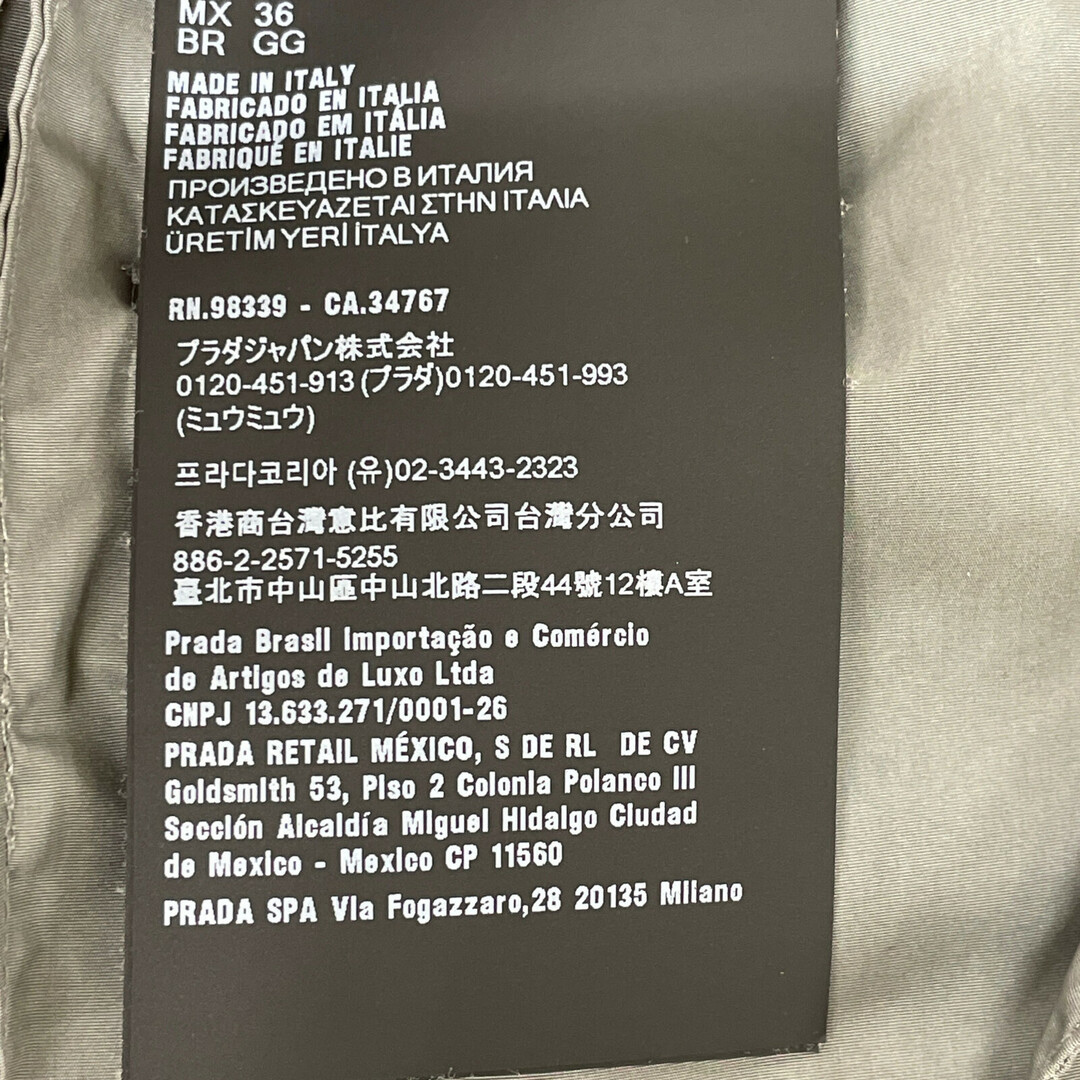 MX 36
BR GG
MADE IN ITALY
FABRICADO EN ITALIA
FABRICADO EM ITÁLIA
FABRIQUÉ EN ITALIE
ПРОИЗВЕДЕНО В ИТАЛИЯ
ΚΑΤΑΣΚΕΥΑΖΕΤΑΙ ΣΤΗΝ ΙΤΑΛΙΑ
ÜRETİM YERİ İTALYA
RN.98339 - CA.34767
プラダジャパン株式会社
0120-451-913 (プラダ)0120-451-993
(ミュウミュウ)
프라다코리아 (유)02-3443-2323
香港商台灣意比有限公司台灣分公司
886-2-2571-5255
臺北市中山區中山北路二段44號12樓A室
Prada Brasil Importação e Comércio
de Artigos de Luxo Ltda
CNPJ 13.633.271/0001-26
PRADA RETAIL MÉXICO, S DE RL DE CV
Goldsmith 53, Piso 2 Colonia Polanco III
Sección Alcaldía Miguel Hidalgo Ciudad
de Mexico - Mexico CP 11560
PRADA SPA Via Fogazzaro,28 20135 Milano